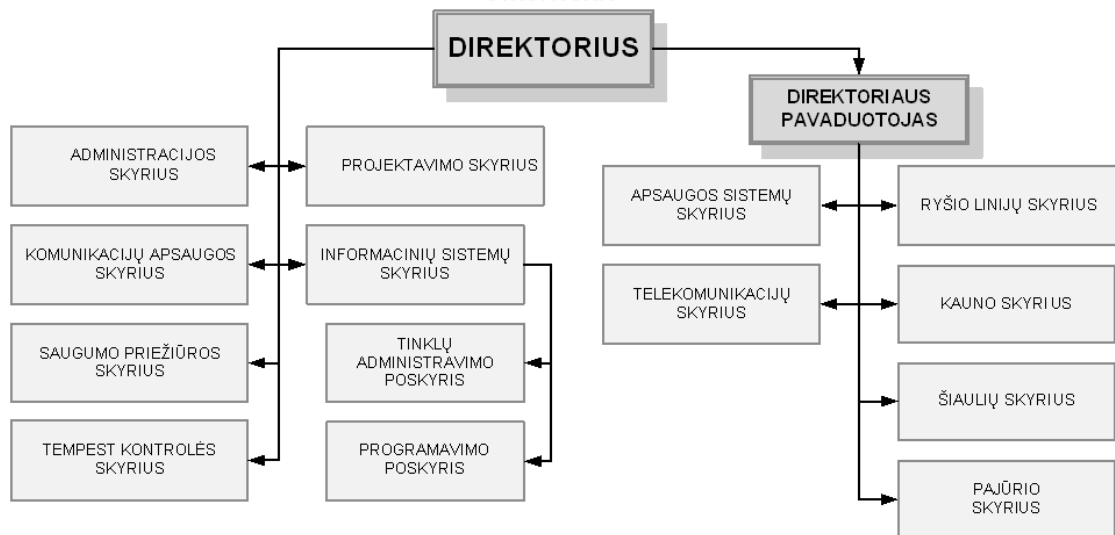 DIREKTORIUS
DIREKTORIAUS
PAVADUOTOJAS
ADMINISTRACIJOS
SKYRIUS
PROJEKTAVIMO SKYRIUS
KOMUNIKACIJŲ APSAUGOS
SKYRIUS
INFORMACINIŲ SISTEMŲ
SKYRIUS
SAUGUMO PRIEŽIŪROS
SKYRIUS
TINKLŲ
ADMINISTRAVIMO
POSKYRIS
TEMPEST KONTROLĖS
SKYRIUS
PROGRAMAVIMO
POSKYRIS
APSAUGOS SISTEMŲ
SKYRIUS
RYŠIO LINIJŲ SKYRIUS
TELEKOMUNIKACIJŲ
SKYRIUS
KAUNO SKYRIUS
ŠIAULIŲ SKYRIUS
PAJŪRIO
SKYRIUS